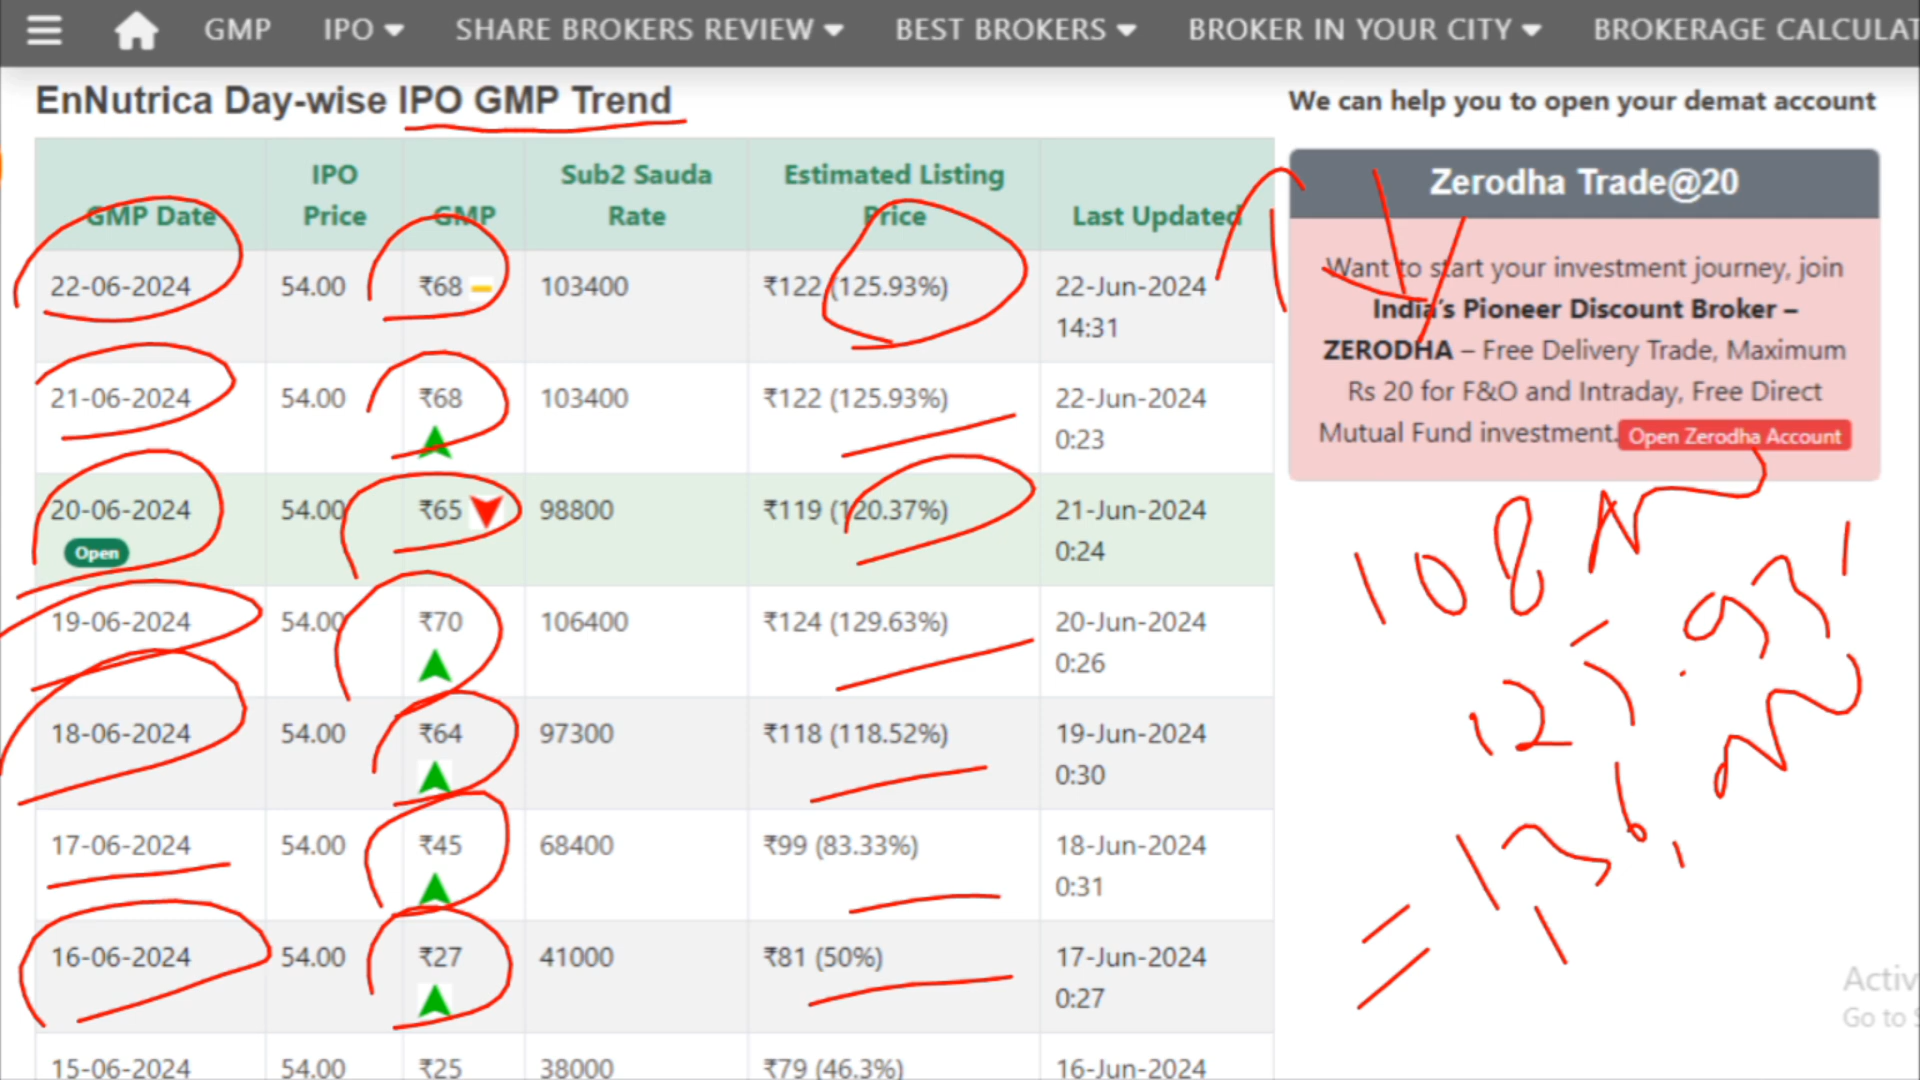 GMP IPO SHARE BROKERS REVIEW BEST BROKERS BROKER IN YOUR CITY BROKERAGE CALCULAT
EnNutrica Day-wise IPO GMP Trend
GMP Date IPO Price GMP Sub2 Sauda Rate Estimated Listing Price Last Updated
22-06-2024 54.00 ₹68 103400 ₹122 (125.93%) 22-Jun-2024 14:31
21-06-2024 54.00 ₹68 103400 ₹122 (125.93%) 22-Jun-2024 0:23
20-06-2024 Open 54.00 ₹65 98800 ₹119 (120.37%) 21-Jun-2024 0:24
19-06-2024 54.00 ₹70 106400 ₹124 (129.63%) 20-Jun-2024 0:26
18-06-2024 54.00 ₹64 97300 ₹118 (118.52%) 19-Jun-2024 0:30
17-06-2024 54.00 ₹45 68400 ₹99 (83.33%) 18-Jun-2024 0:31
16-06-2024 54.00 ₹27 41000 ₹81 (50%) 17-Jun-2024 0:27
15-06-2024 54.00 ₹25 38000 ₹79 (46.3%) 16-Jun-2024
We can help you to open your demat account
Zerodha Trade@20
Want to start your investment journey, join
India's Pioneer Discount Broker –
ZERODHA – Free Delivery Trade, Maximum
Rs 20 for F&O and Intraday, Free Direct
Mutual Fund investment. Open Zerodha Account
108
Activ
Go to S